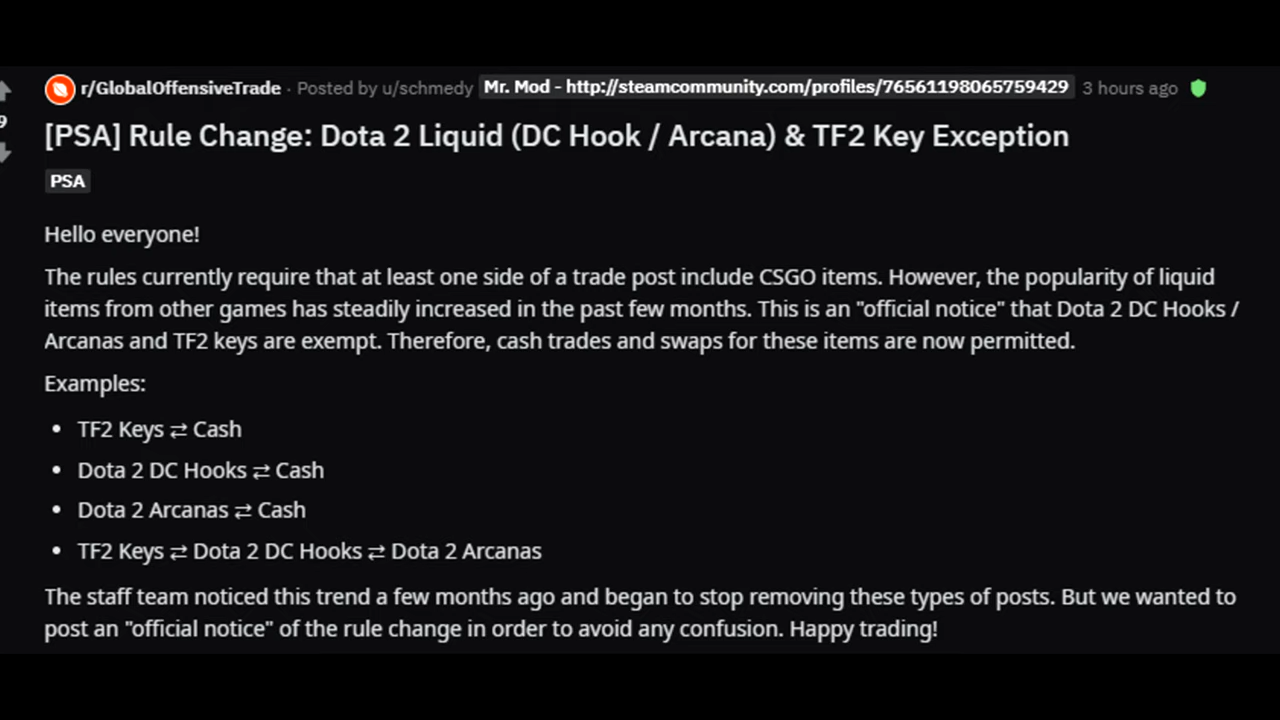 r/GlobalOffensiveTrade · Posted by u/schmedy Mr. Mod - http://steamcommunity.com/profiles/76561198065759429 3 hours ago
9
[PSA] Rule Change: Dota 2 Liquid (DC Hook / Arcana) & TF2 Key Exception
PSA
Hello everyone!
The rules currently require that at least one side of a trade post include CSGO items. However, the popularity of liquid
items from other games has steadily increased in the past few months. This is an "official notice" that Dota 2 DC Hooks /
Arcanas and TF2 keys are exempt. Therefore, cash trades and swaps for these items are now permitted.
Examples:
• TF2 Keys ⇄ Cash
• Dota 2 DC Hooks ⇄ Cash
• Dota 2 Arcanas ⇄ Cash
• TF2 Keys ⇄ Dota 2 DC Hooks ⇄ Dota 2 Arcanas
The staff team noticed this trend a few months ago and began to stop removing these types of posts. But we wanted to
post an "official notice" of the rule change in order to avoid any confusion. Happy trading!